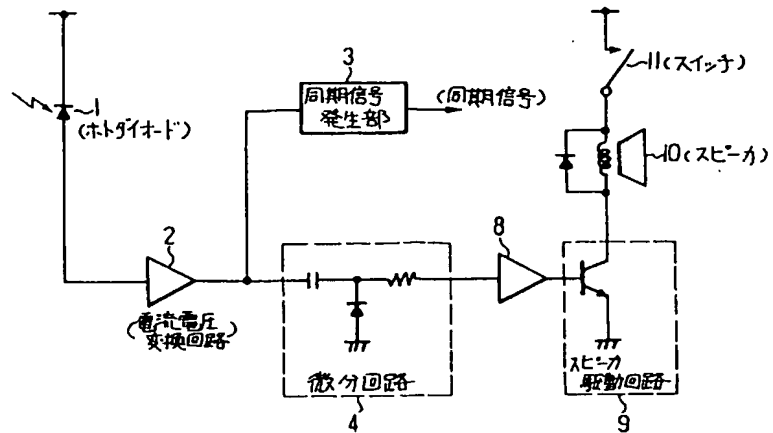 1
(ホトダイオード)
2
(電流電圧
変換回路)
3
同期信号
発生部
(同期信号)
微分回路
4
8
11(スイッチ)
10(スピーカ)
スピーカ
駆動回路
9